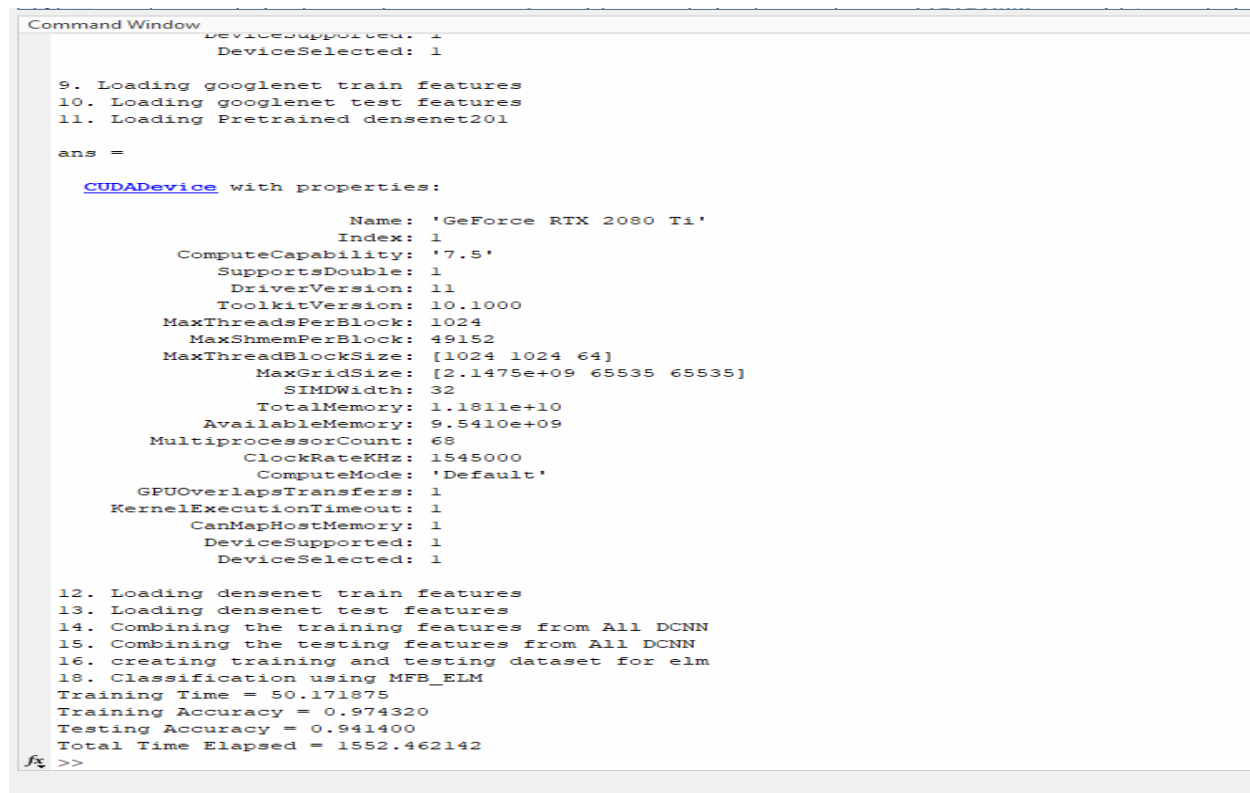 Command Window
DeviceSupported: 1
DeviceSelected: 1
9. Loading googlenet train features
10. Loading googlenet test features
11. Loading Pretrained densenet201
ans =
CUDADevice with properties:
Name: 'GeForce RTX 2080 Ti'
Index: 1
ComputeCapability: '7.5'
SupportsDouble: 1
DriverVersion: 11
ToolkitVersion: 10.1000
MaxThreadsPerBlock: 1024
MaxShmemPerBlock: 49152
MaxThreadBlockSize: [1024 1024 64]
MaxGridSize: [2.1475e+09 65535 65535]
SIMDWidth: 32
TotalMemory: 1.1811e+10
AvailableMemory: 9.5410e+09
MultiprocessorCount: 68
ClockRateKHz: 1545000
ComputeMode: 'Default'
GPUOverlapsTransfers: 1
KernelExecutionTimeout: 1
CanMapHostMemory: 1
DeviceSupported: 1
DeviceSelected: 1
12. Loading densenet train features
13. Loading densenet test features
14. Combining the training features from All DCNN
15. Combining the testing features from All DCNN
16. creating training and testing dataset for elm
18. Classification using MFB_ELM
Training Time = 50.171875
Training Accuracy = 0.974320
Testing Accuracy = 0.941400
Total Time Elapsed = 1552.462142
fx >>